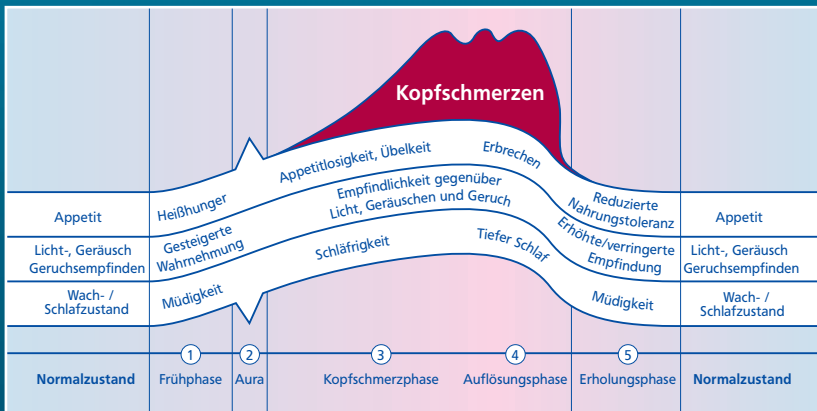 Kopfschmerzen
Appetit
Heißhunger
Appetitlosigkeit, Übelkeit
Erbrechen
Reduzierte
Nahrungstoleranz
Appetit
Licht-, Geräusch
Geruchsempfinden
Gesteigerte
Wahrnehmung
Empfindlichkeit gegenüber
Licht, Geräuschen und Geruch
Erhöhte/verringerte
Empfindung
Licht-, Geräusch
Geruchsempfinden
Wach- /
Schlafzustand
Müdigkeit
Schläfrigkeit
Tiefer Schlaf
Müdigkeit
Wach- /
Schlafzustand
1
2
3
4
5
Normalzustand
Frühphase
Aura
Kopfschmerzphase
Auflösungsphase
Erholungsphase
Normalzustand